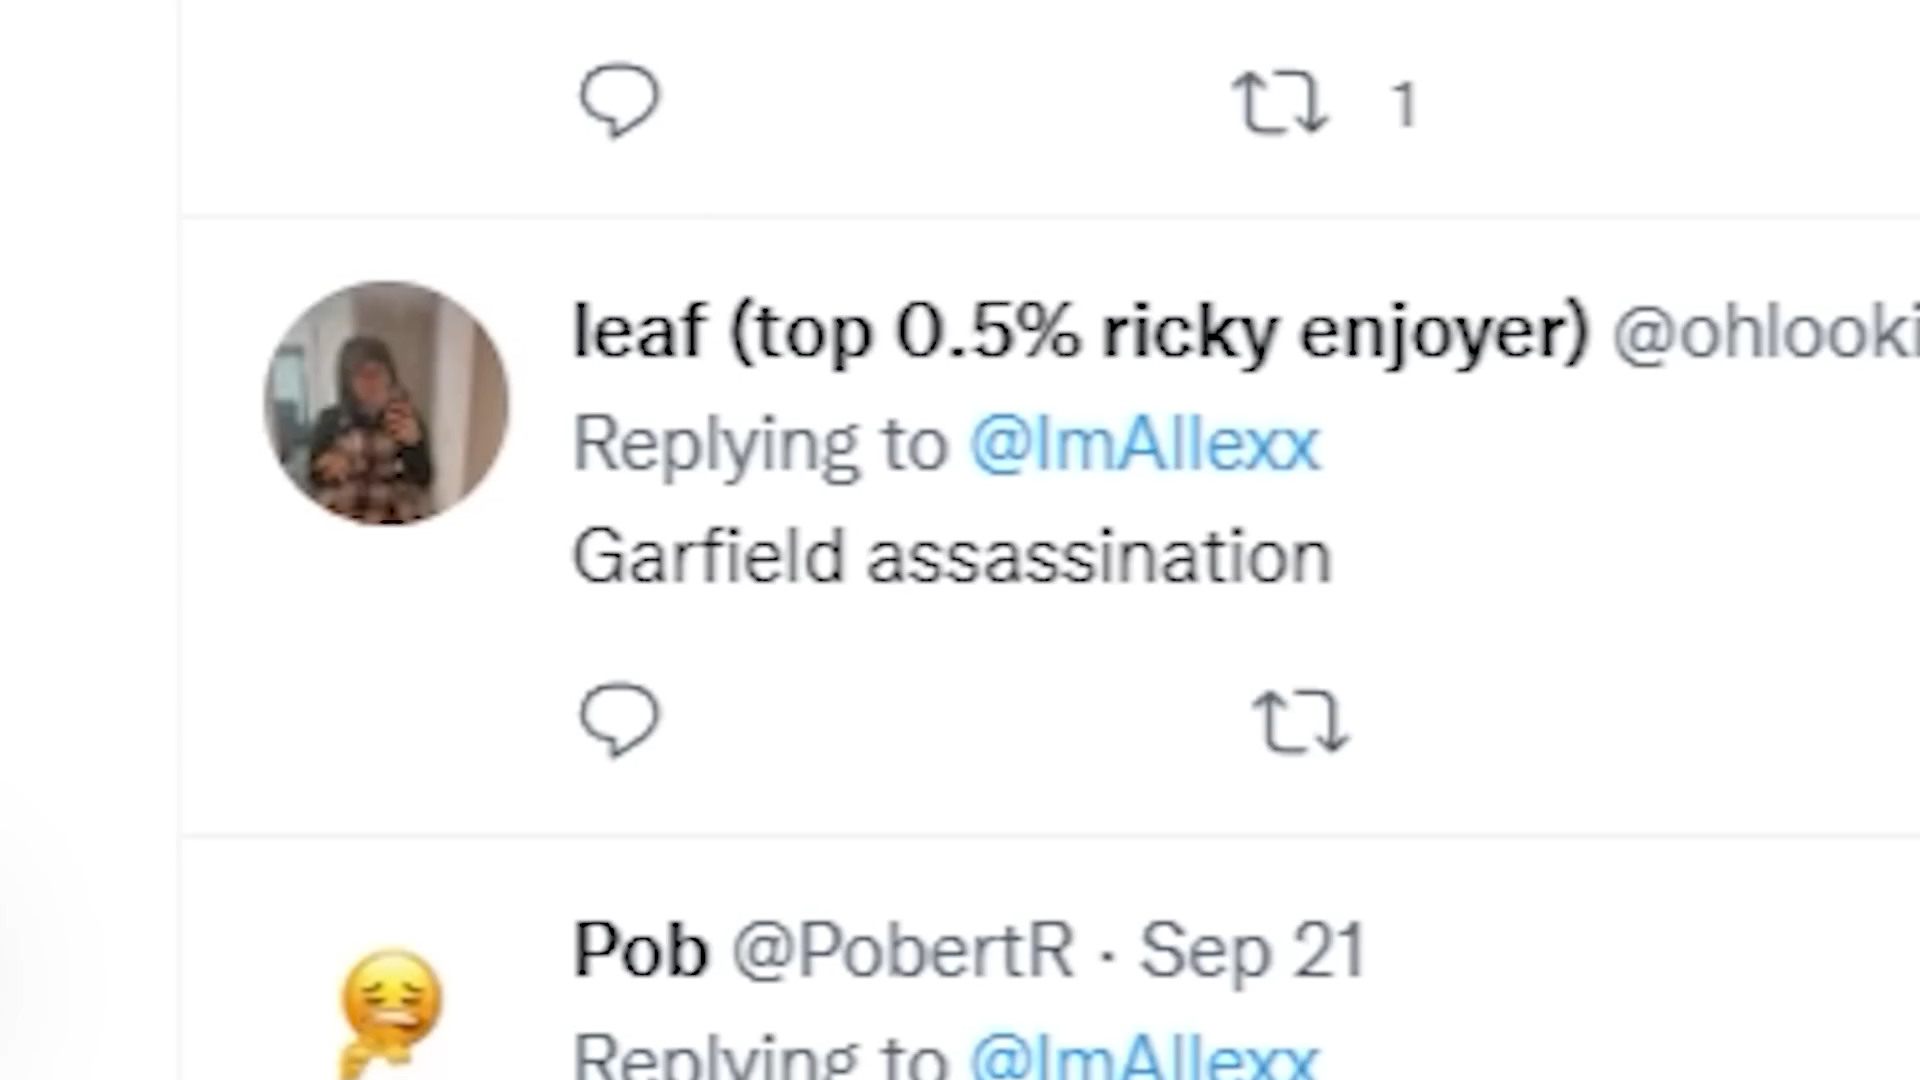 1
leaf (top 0.5% ricky enjoyer) @ohlooki
Replying to @ImAllexx
Garfield assassination
Pob @PobertR · Sep 21
Replying to @ImAllexx